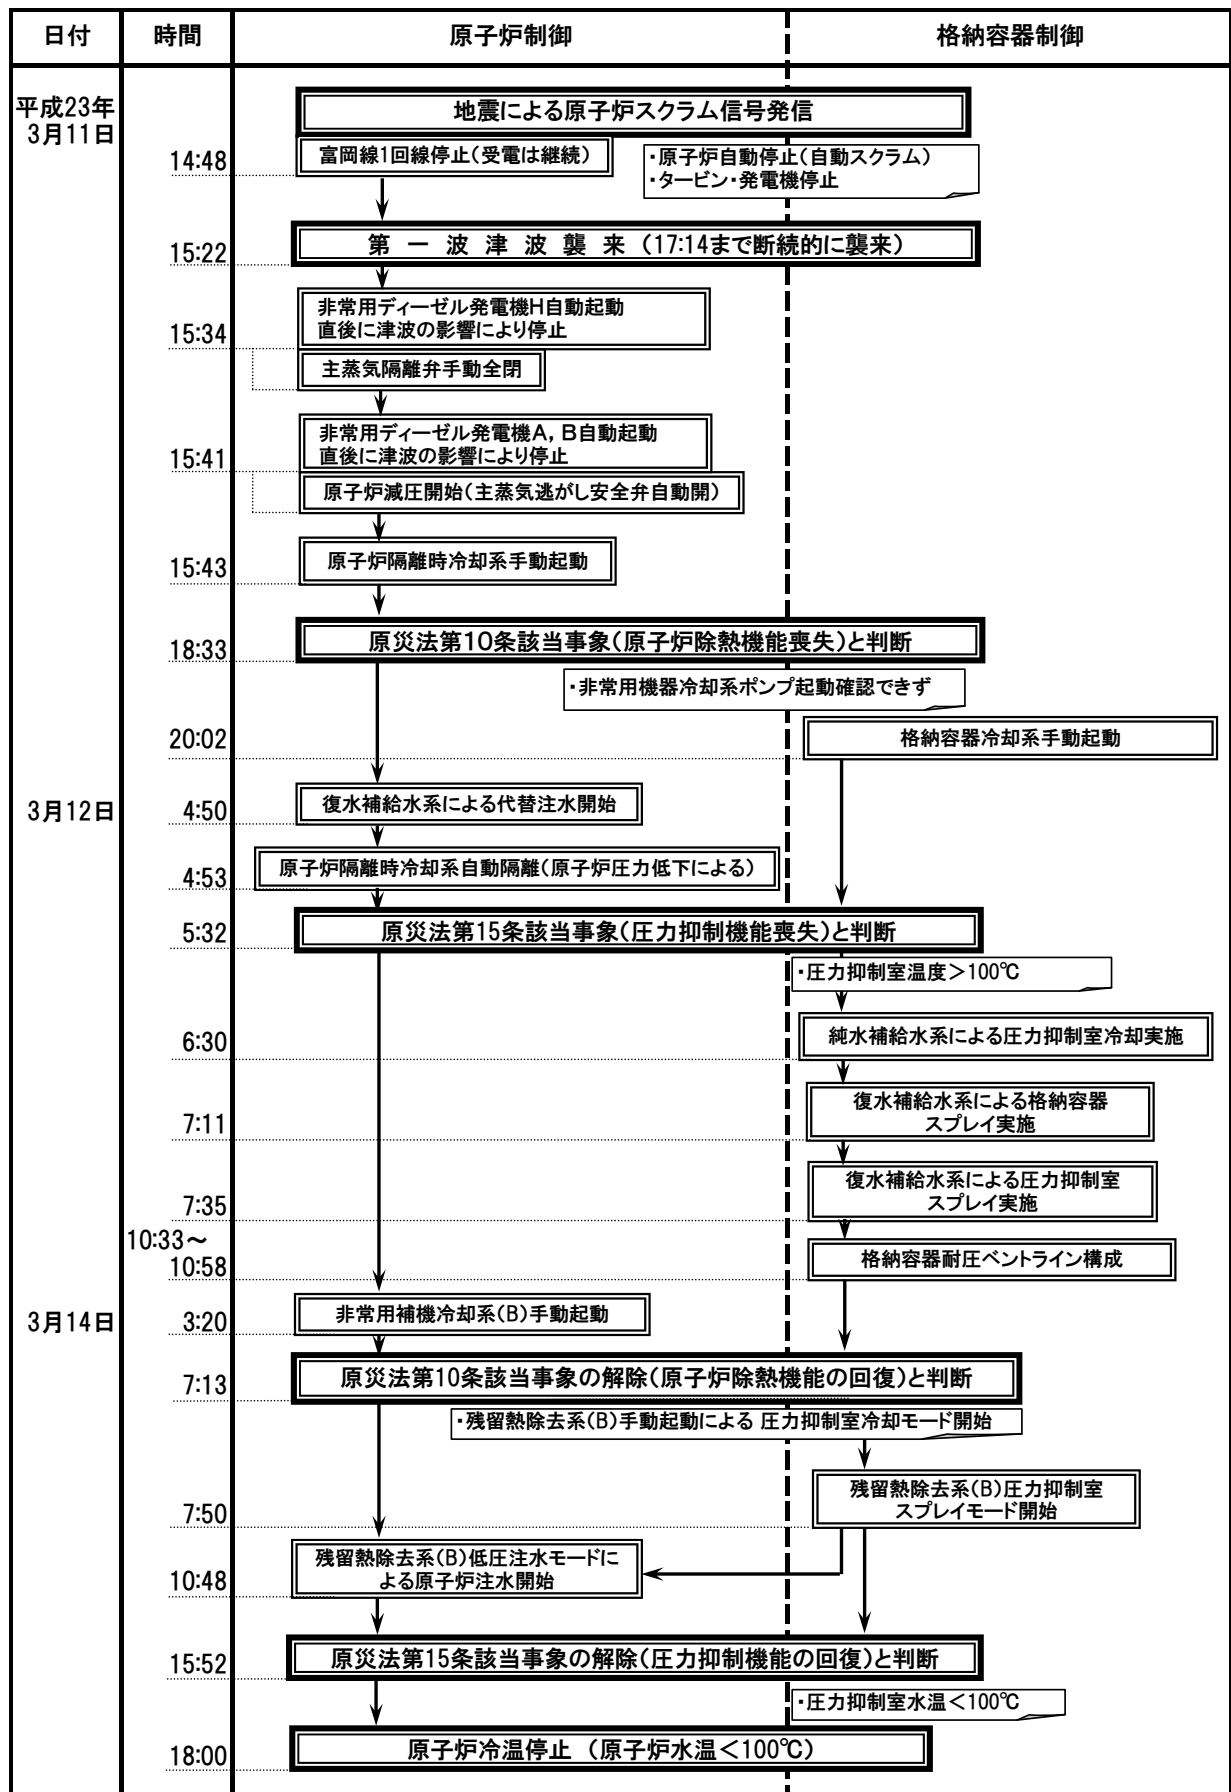 日付
時間
原子炉制御
格納容器制御
平成23年
3月11日
地震による原子炉スクラム信号発信
14:48
富岡線1回線停止(受電は継続)
・原子炉自動停止(自動スクラム)
・タービン・発電機停止
15:22
第 一 波 津 波 襲 来 (17:14まで断続的に襲来)
15:34
非常用ディーゼル発電機H自動起動
直後に津波の影響により停止
主蒸気隔離弁手動全閉
15:41
非常用ディーゼル発電機A, B自動起動
直後に津波の影響により停止
原子炉減圧開始(主蒸気逃がし安全弁自動開)
15:43
原子炉隔離時冷却系手動起動
18:33
原災法第10条該当事象(原子炉除熱機能喪失)と判断
・非常用機器冷却系ポンプ起動確認できず
20:02
格納容器冷却系手動起動
3月12日
4:50
復水補給水系による代替注水開始
4:53
原子炉隔離時冷却系自動隔離(原子炉圧力低下による)
5:32
原災法第15条該当事象(圧力抑制機能喪失)と判断
・圧力抑制室温度>100℃
6:30
純水補給水系による圧力抑制室冷却実施
7:11
復水補給水系による格納容器
スプレイ実施
7:35
復水補給水系による圧力抑制室
スプレイ実施
10:33～
10:58
格納容器耐圧ベントライン構成
3月14日
3:20
非常用補機冷却系(B)手動起動
7:13
原災法第10条該当事象の解除(原子炉除熱機能の回復)と判断
・残留熱除去系(B)手動起動による 圧力抑制室冷却モード開始
7:50
残留熱除去系(B)圧力抑制室
スプレイモード開始
10:48
残留熱除去系(B)低圧注水モードに
よる原子炉注水開始
15:52
原災法第15条該当事象の解除(圧力抑制機能の回復)と判断
・圧力抑制室水温<100℃
18:00
原子炉冷温停止 (原子炉水温<100℃)